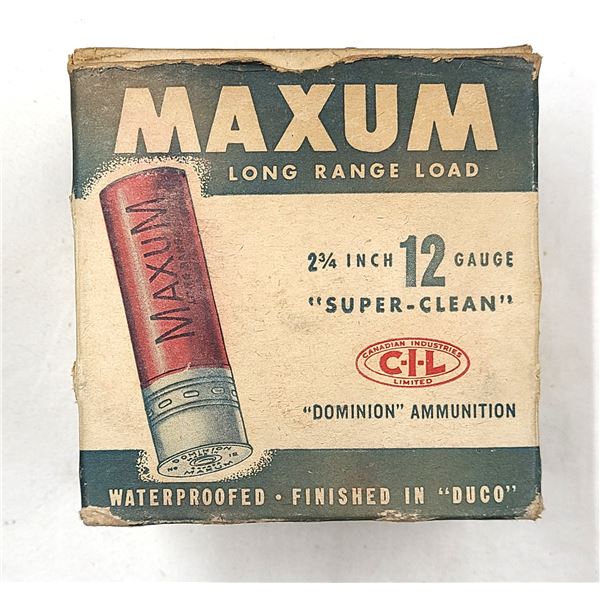 MAXUM
LONG RANGE LOAD
MAXUM
2¾ INCH 12 GAUGE
"SUPER-CLEAN"
CANADIAN INDUSTRIES
C-I-L
LIMITED
"DOMINION" AMMUNITION
MAXUM
WATERPROOFED · FINISHED IN "DUCO"